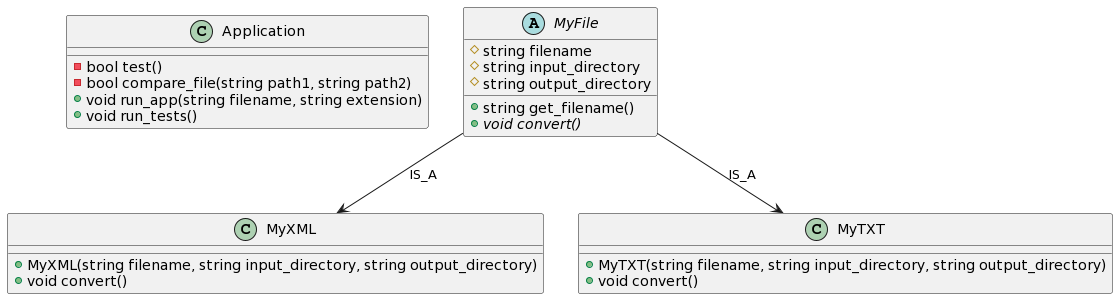 C Application
bool test()
bool compare_file(string path1, string path2)
void run_app(string filename, string extension)
void run_tests()
A MyFile
string filename
string input_directory
string output_directory
string get_filename()
void convert()
IS_A
IS_A
C MyXML
MyXML(string filename, string input_directory, string output_directory)
void convert()
C MyTXT
MyTXT(string filename, string input_directory, string output_directory)
void convert()